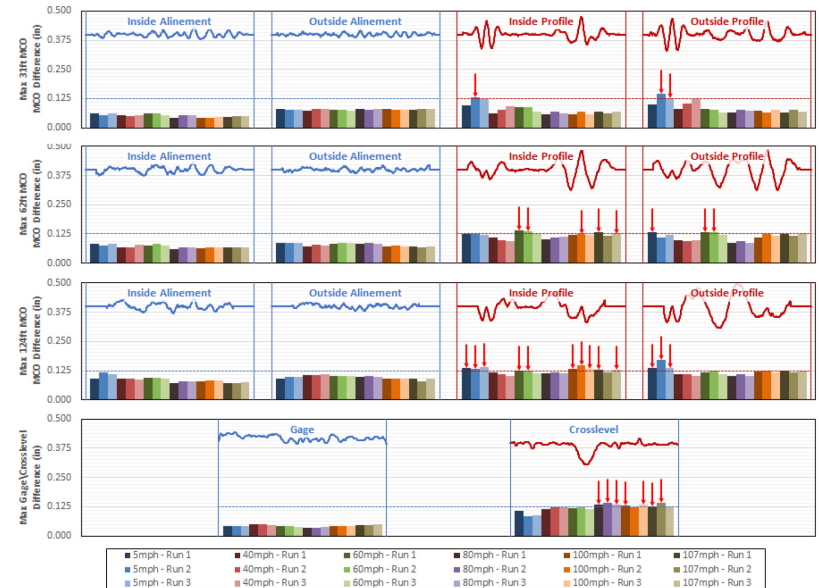 Max 31ft MCO
MCO Difference (in)
0.500
0.375
0.250
0.125
0.000
Inside Alinement
Outside Alinement
Inside Profile
Outside Profile
Max 62ft MCO
MCO Difference (in)
0.500
0.375
0.250
0.125
0.000
Inside Alinement
Outside Alinement
Inside Profile
Outside Profile
Max 124ft MCO
MCO Difference (in)
0.500
0.375
0.250
0.125
0.000
Inside Alinement
Outside Alinement
Inside Profile
Outside Profile
Max Gage\Crosslevel
Difference (in)
0.500
0.375
0.250
0.125
0.000
Gage
Crosslevel
5mph - Run 1
40mph - Run 1
60mph - Run 1
80mph - Run 1
100mph - Run 1
107mph - Run 1
5mph - Run 2
40mph - Run 2
60mph - Run 2
80mph - Run 2
100mph - Run 2
107mph - Run 2
5mph - Run 3
40mph - Run 3
60mph - Run 3
80mph - Run 3
100mph - Run 3
107mph - Run 3